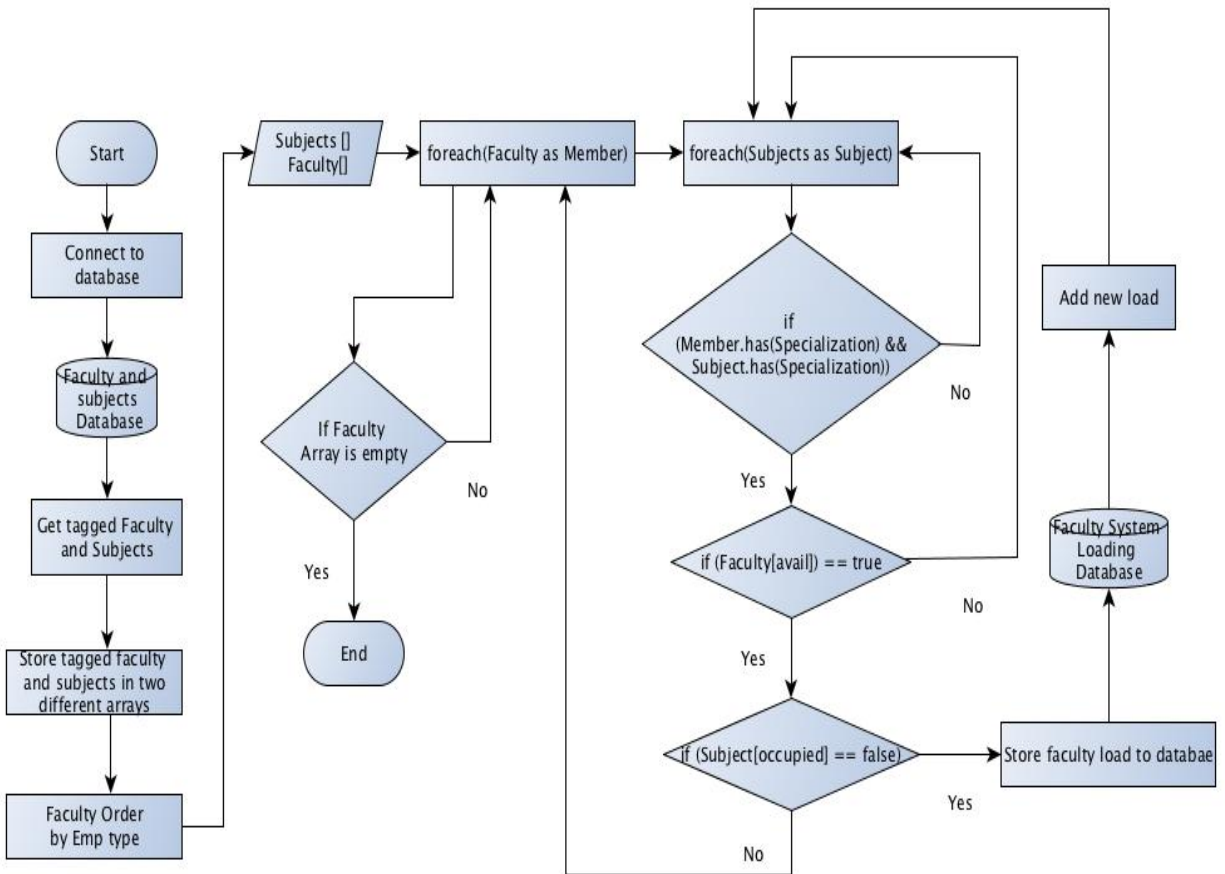 Start
Connect to
database
Faculty and
subjects
Database
Get tagged Faculty
and Subjects
Store tagged faculty
and subjects in two
different arrays
Faculty Order
by Emp type
Subjects []
Faculty[]
foreach(Faculty as Member)
If Faculty
Array is empty
No
Yes
End
foreach(Subjects as Subject)
if
(Member.has(Specialization) &&
Subject.has(Specialization))
No
Yes
if (Faculty[avail]) == true
No
Yes
if (Subject[occupied] == false)
Yes
No
Store faculty load to databae
Faculty System
Loading
Database
Add new load